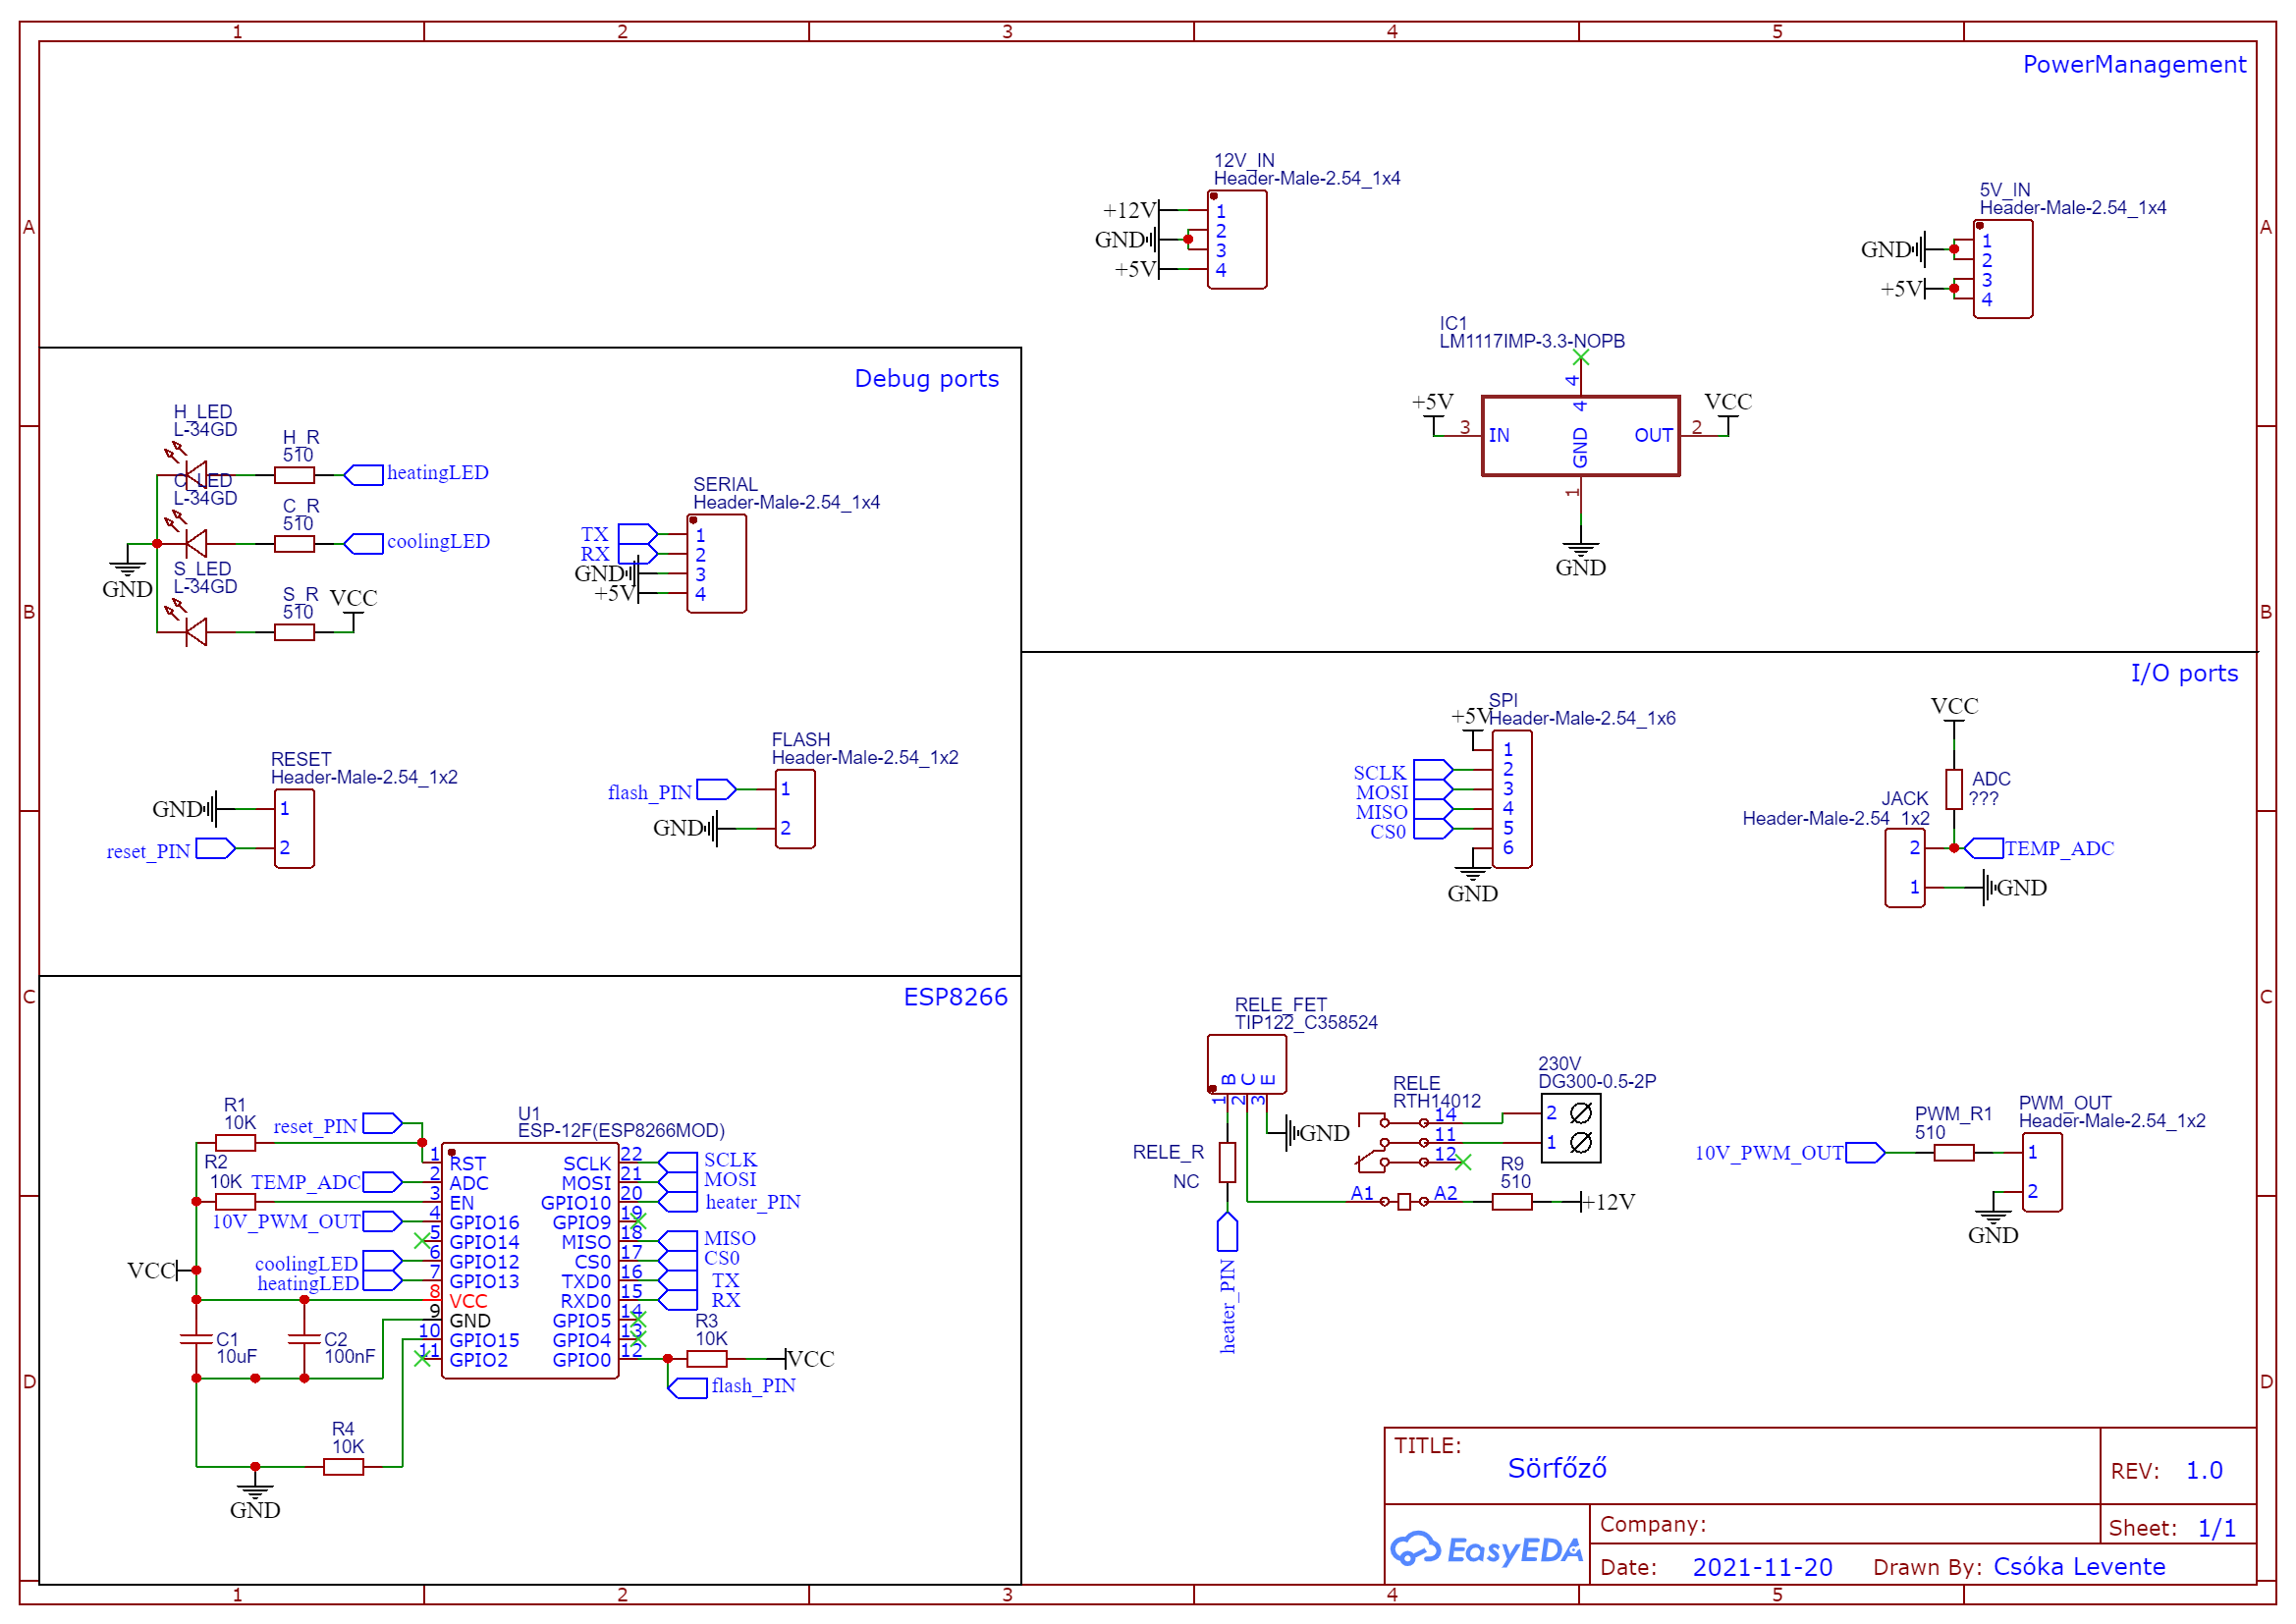 1 2 3 4 5
A
B
C
D
A
B
C
D
PowerManagement
12V_IN
Header-Male-2.54_1x4
+12V
GND
+5V
1
2
3
4
5V_IN
Header-Male-2.54_1x4
GND
+5V
1
2
3
4
IC1
LM1117IMP-3.3-NOPB
+5V
3
IN
4
4
GND
1
OUT
2
VCC
GND
Debug ports
H_LED
L-34GD
H_R
510
heatingLED
C_LED
L-34GD
C_R
510
coolingLED
S_LED
L-34GD
S_R
510
VCC
GND
SERIAL
Header-Male-2.54_1x4
TX
RX
GND
+5V
1
2
3
4
RESET
Header-Male-2.54_1x2
GND
reset_PIN
1
2
FLASH
Header-Male-2.54_1x2
flash_PIN
GND
1
2
I/O ports
SPI
Header-Male-2.54_1x6
+5V
SCLK
MOSI
MISO
CS0
GND
1
2
3
4
5
6
VCC
ADC
???
JACK
Header-Male-2.54_1x2
2
1
TEMP_ADC
GND
RELE_FET
TIP122_C358524
B
C
E
1
2
3
GND
RELE_R
NC
heater_PIN
RELE
RTH14012
14
11
12
A1
A2
230V
DG300-0.5-2P
2
1
R9
510
+12V
PWM_R1
510
10V_PWM_OUT
PWM_OUT
Header-Male-2.54_1x2
1
2
GND
ESP8266
R1
10K
reset_PIN
R2
10K
TEMP_ADC
10V_PWM_OUT
coolingLED
heatingLED
VCC
C1
10uF
C2
100nF
R4
10K
GND
U1
ESP-12F(ESP8266MOD)
1 RST
2 ADC
3 EN
4 GPIO16
5 GPIO14
6 GPIO12
7 GPIO13
8 VCC
9 GND
10 GPIO15
11 GPIO2
SCLK 22 SCLK
MOSI 21 MOSI
GPIO10 20 heater_PIN
GPIO9 19
MISO 18 MISO
CS0 17 CS0
TXD0 16 TX
RXD0 15 RX
GPIO5 14
GPIO4 13
GPIO0 12
R3
10K
VCC
flash_PIN
TITLE:
Sörfőző
REV: 1.0
EasyEDA
Company:
Sheet: 1/1
Date: 2021-11-20
Drawn By: Csóka Levente
1 2 3 4 5